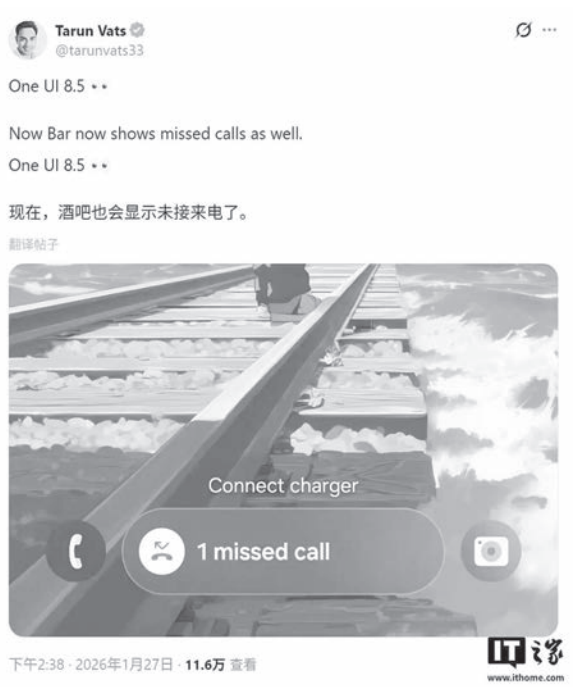 Tarun Vats
@tarunvats33
One UI 8.5
Now Bar now shows missed calls as well.
One UI 8.5
现在，酒吧也会显示未接来电了。
翻译帖子
Connect charger
1 missed call
下午2:38 · 2026年1月27日 · 11.6万 查看
IT之家
www.ithome.com